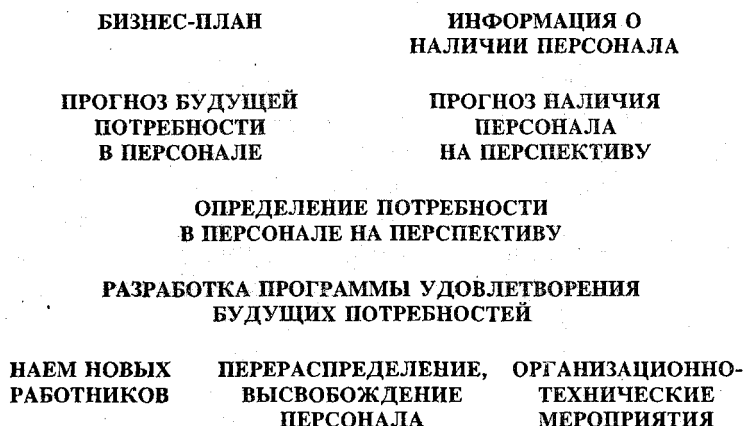 БИЗНЕС-ПЛАН
ИНФОРМАЦИЯ О
НАЛИЧИИ ПЕРСОНАЛА
ПРОГНОЗ БУДУЩЕЙ
ПОТРЕБНОСТИ
В ПЕРСОНАЛЕ
ПРОГНОЗ НАЛИЧИЯ
ПЕРСОНАЛА
НА ПЕРСПЕКТИВУ
ОПРЕДЕЛЕНИЕ ПОТРЕБНОСТИ
В ПЕРСОНАЛЕ НА ПЕРСПЕКТИВУ
РАЗРАБОТКА ПРОГРАММЫ УДОВЛЕТВОРЕНИЯ
БУДУЩИХ ПОТРЕБНОСТЕЙ
НАЕМ НОВЫХ
РАБОТНИКОВ
ПЕРЕРАСПРЕДЕЛЕНИЕ,
ВЫСВОБОЖДЕНИЕ
ПЕРСОНАЛА
ОРГАНИЗАЦИОННО-
ТЕХНИЧЕСКИЕ
МЕРОПРИЯТИЯ